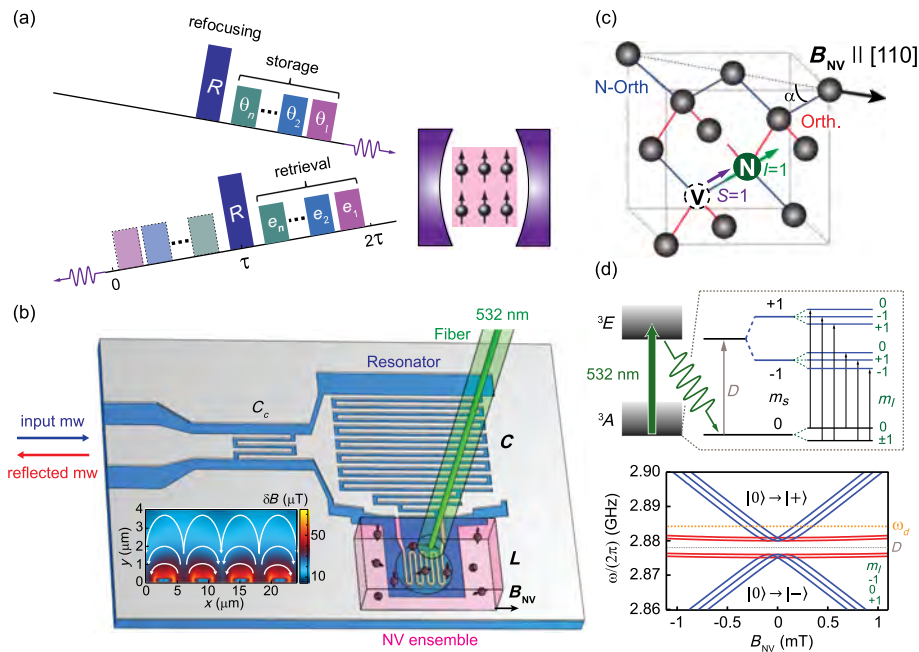 (a)
refocusing
storage
R
θn
θ2
θ1
retrieval
R
en
e2
e1
0
τ
2τ
(b)
532 nm
Fiber
Resonator
Cc
C
input mw
reflected mw
δB (μT)
50
10
y (μm)
4
3
2
1
0
0
5
10
15
20
x (μm)
L
BNV
NV ensemble
(c)
BNV || [110]
N-Orth
α
Orth.
N
I=1
V
S=1
(d)
³E
532 nm
³A
D
+1
-1
ms
0
0
-1
+1
0
+1
-1
mI
0
±1
2.90
2.89
2.88
2.87
2.86
ω/(2π) (GHz)
|0⟩→|+⟩
ωd
D
mI
-1
0
+1
|0⟩→|−⟩
-1
-0.5
0
0.5
1
BNV (mT)